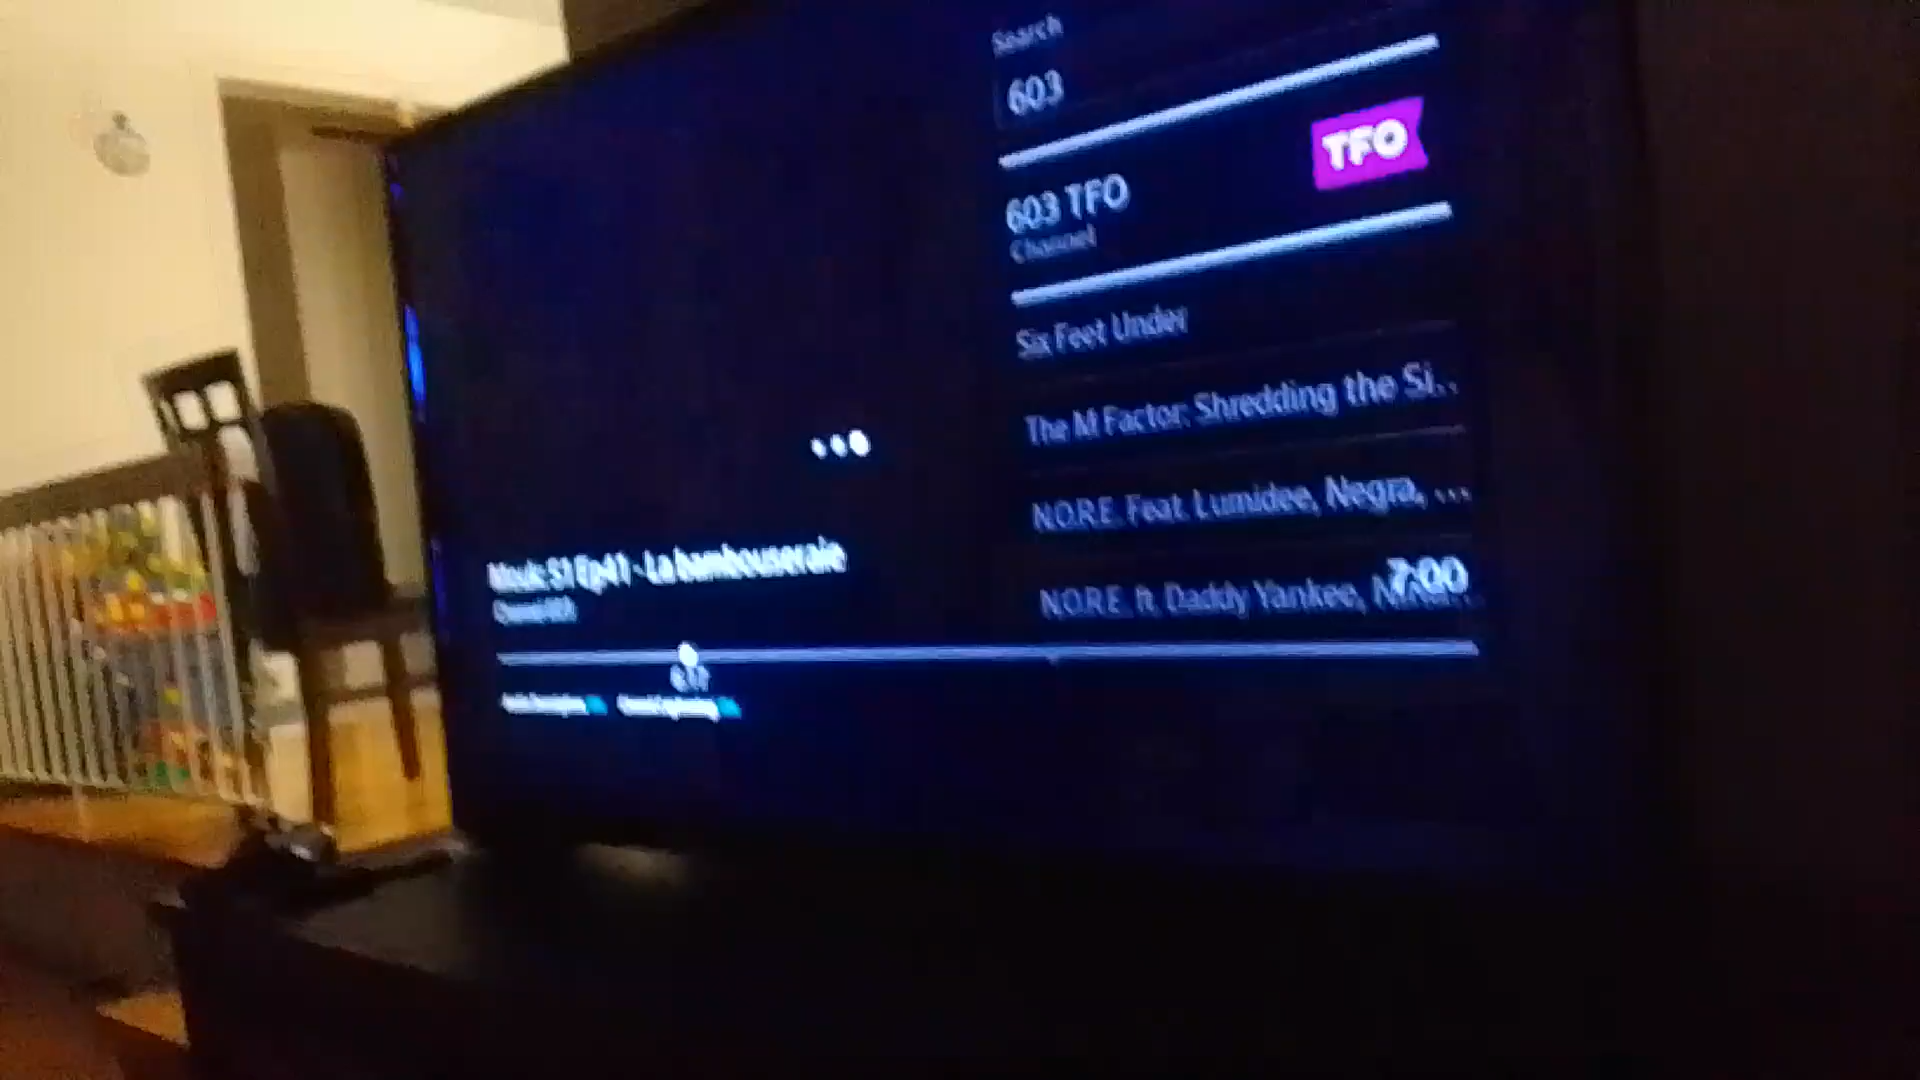 Search
603
603 TFO
Channel
TFO
Six Feet Under
The M Factor: Shredding the Si...
N.O.R.E. Feat. Lumidee, Negra, ...
N.O.R.E. ft. Daddy Yankee,
7:00
Mouk: S1 Ep41 - La bambouseraie